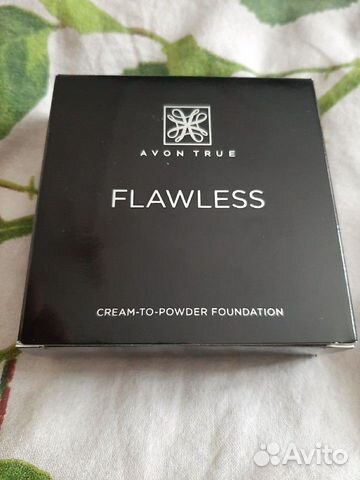 AVON TRUE
FLAWLESS
CREAM-TO-POWDER FOUNDATION
Avito